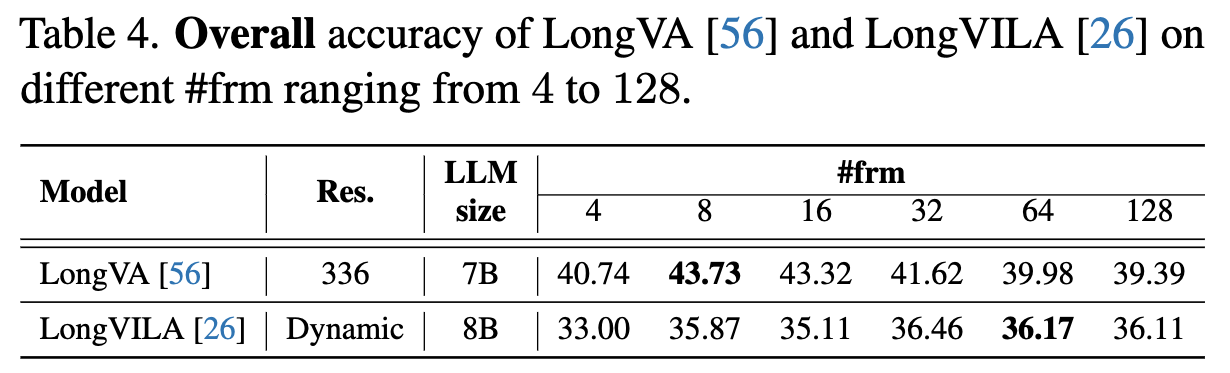 Table 4. Overall accuracy of LongVA [56] and LongVILA [26] on
different #frm ranging from 4 to 128.
Model Res. LLM size #frm
4 8 16 32 64 128
LongVA [56] 336 7B 40.74 43.73 43.32 41.62 39.98 39.39
LongVILA [26] Dynamic 8B 33.00 35.87 35.11 36.46 36.17 36.11